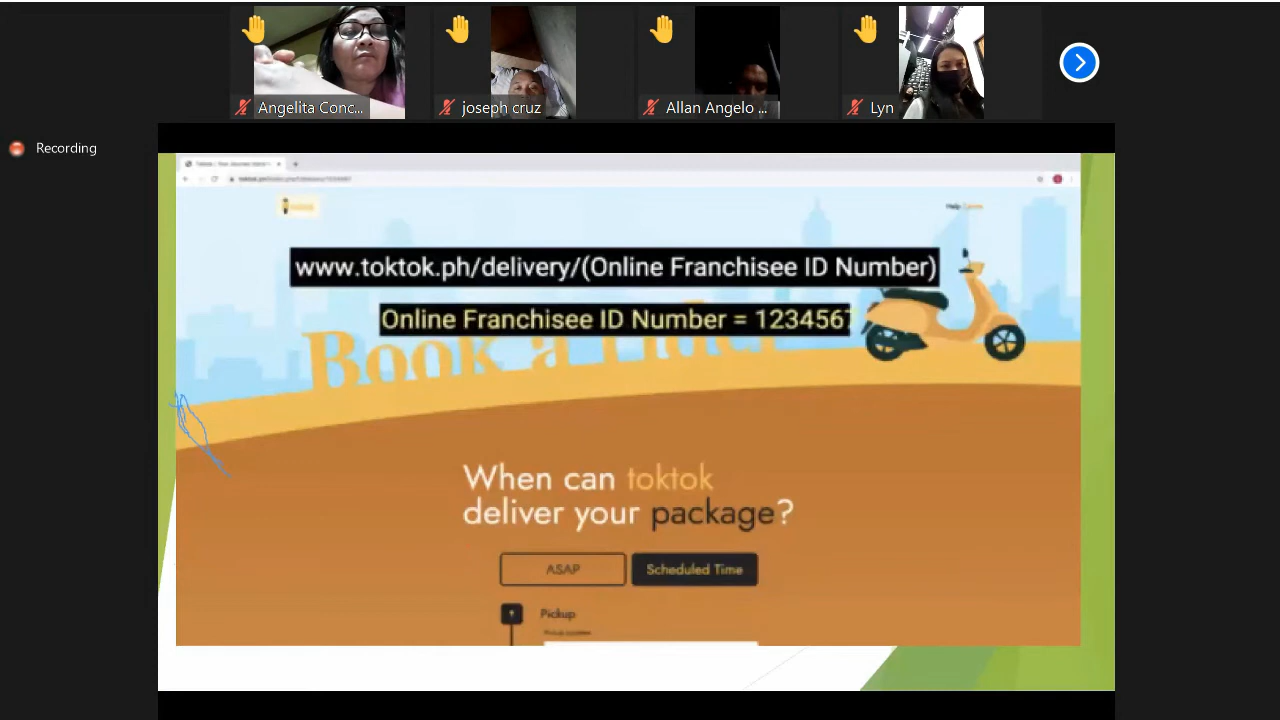 Angelita Conc...
joseph cruz
Allan Angelo ...
Lyn
Recording
www.toktok.ph/delivery/(Online Franchisee ID Number)
Online Franchisee ID Number = 1234567
Book a
When can toktok
deliver your package?
ASAP
Scheduled Time
Pickup